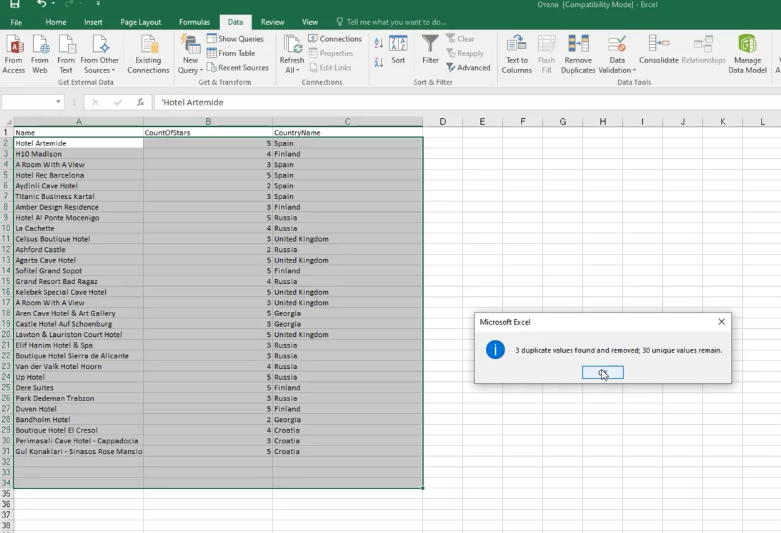 Отели [Compatibility Mode] - Excel
File Home Insert Page Layout Formulas Data Review View Tell me what you want to do...
From Access
From Web
From Text
From Other Sources
Existing Connections
New Query
Show Queries
From Table
Recent Sources
Refresh All
Connections
Properties
Edit Links
Sort
Filter
Clear
Reapply
Advanced
Text to Columns
Flash Fill
Remove Duplicates
Data Validation
Consolidate
Relationships
Manage Data Model
Get External Data Get & Transform Connections Sort & Filter Data Tools
fx 'Hotel Artemide
A B C D E F G H I J K L
1 Name CountOfStars CountryName
2 Hotel Artemide 5 Spain
3 H10 Madison 4 Finland
4 A Room With A View 3 Spain
5 Hotel Rec Barcelona 5 Spain
6 Aydinli Cave Hotel 2 Spain
7 Titanic Business Kartal 3 Spain
8 Amber Design Residence 3 Finland
9 Hotel Al Ponte Mocenigo 5 Russia
10 La Cachette 4 Russia
11 Celsus Boutique Hotel 3 United Kingdom
12 Ashford Castle 2 Russia
13 Agarta Cave Hotel 5 United Kingdom
14 Sofitel Grand Sopot 5 Finland
15 Grand Resort Bad Ragaz 4 Russia
16 Kelebek Special Cave Hotel 5 United Kingdom
17 A Room With A View 3 United Kingdom
18 Aren Cave Hotel & Art Gallery 5 Georgia
19 Castle Hotel Auf Schoenburg 3 Georgia
20 Lawton & Lauriston Court Hotel 5 United Kingdom
21 Elif Hanim Hotel & Spa 3 Russia
22 Boutique Hotel Sierra de Alicante 3 Russia
23 Van der Valk Hotel Hoorn 4 Russia
24 Up Hotel 5 Russia
25 Dere Suites 5 Finland
26 Park Dedeman Trabzon 3 Russia
27 Duven Hotel 5 Finland
28 Bandholm Hotel 2 Georgia
29 Boutique Hotel El Cresol 4 Croatia
30 Perimasali Cave Hotel - Cappadocia 3 Croatia
31 Gul Konaklari - Sinasos Rose Mansio 5 Croatia
32
33
34
35
36
37
38
Microsoft Excel
3 duplicate values found and removed; 30 unique values remain.